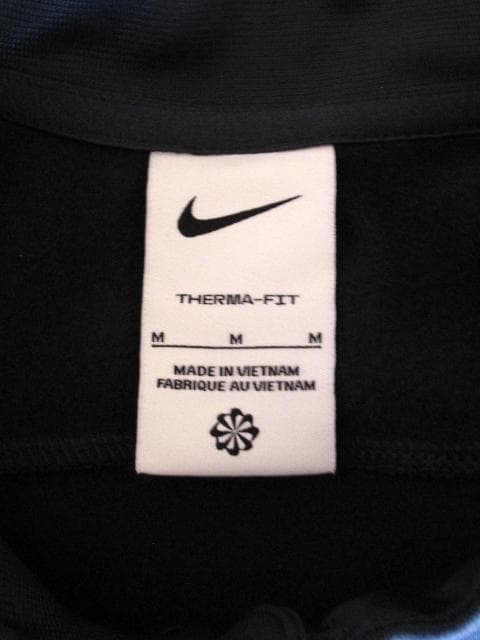 THERMA-FIT
M M M
MADE IN VIETNAM
FABRIQUE AU VIETNAM